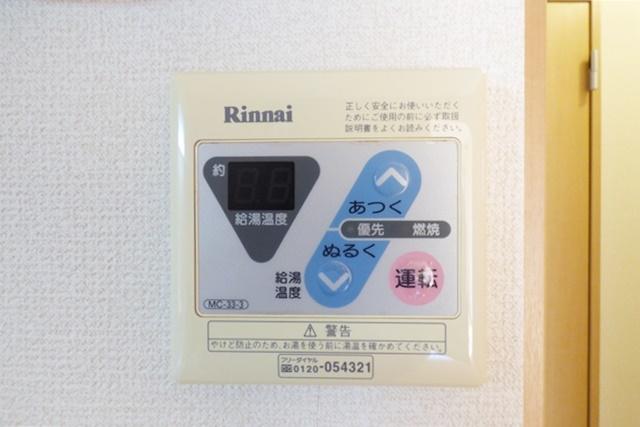 Rinnai
正しく安全にお使いいただく
ためにご使用の前に必ず取扱
説明書をよくお読みください。
約
給湯温度
あつく
優先 燃焼
ぬるく
給湯
温度
運転
MC-33-3
⚠ 警告
やけど防止のため、お湯を使う前に湯温を確かめてください。
フリーダイヤル
0120-054321